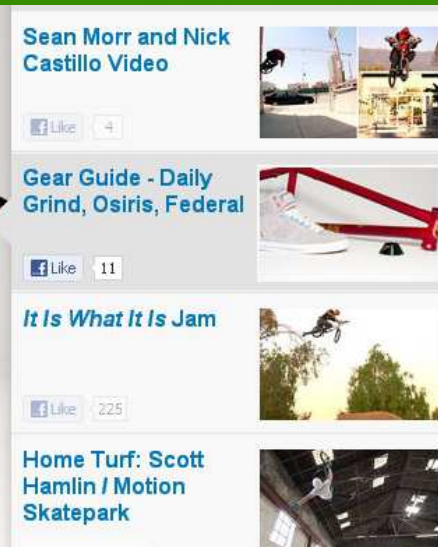 Sean Morr and Nick
Castillo Video
Like 4
Gear Guide - Daily
Grind, Osiris, Federal
Like 11
It Is What It Is Jam
Like 225
Home Turf: Scott
Hamlin / Motion
Skatepark